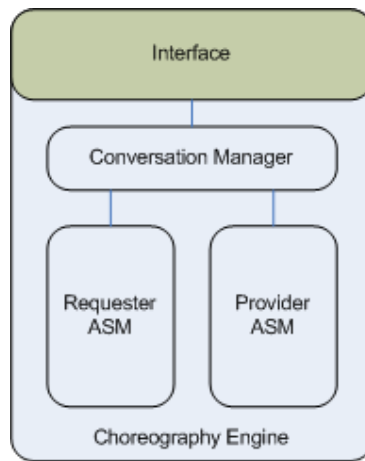 Interface
Conversation Manager
Requester
ASM
Provider
ASM
Choreography Engine